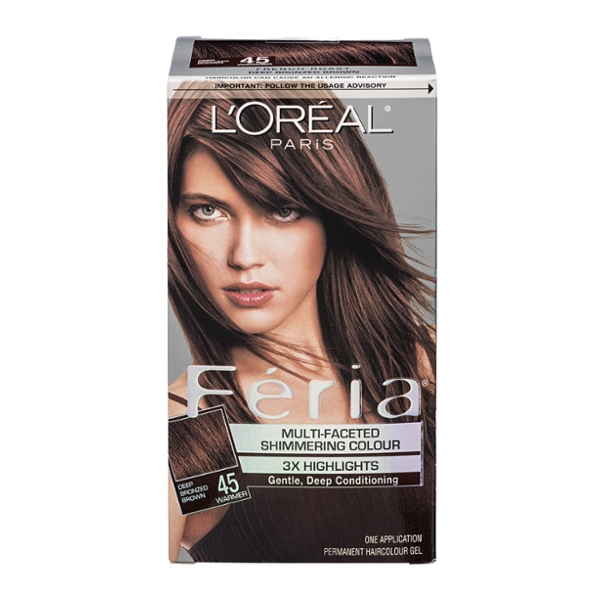 45
WARMER
FRENCH ROAST
DEEP BRONZED BROWN
HAIRCOLOR CAN CAUSE AN ALLERGIC REACTION
IMPORTANT: FOLLOW THE USAGE ADVISORY
L'ORÉAL®
PARIS
Féria®
MULTI-FACETED
SHIMMERING COLOUR
3X HIGHLIGHTS
Gentle, Deep Conditioning
DEEP
BRONZED
BROWN
45
WARMER
ONE APPLICATION
PERMANENT HAIRCOLOUR GEL